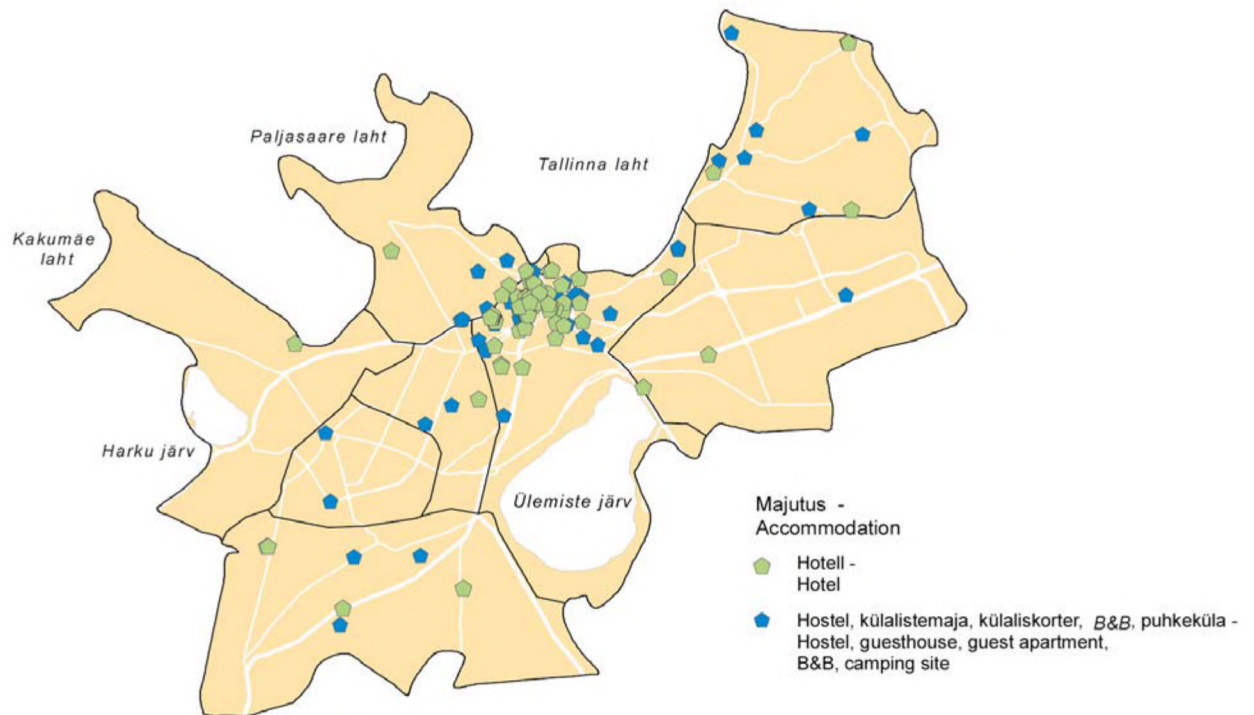 Paljasaare laht
Tallinna laht
Kakumäe
laht
Harku järv
Ülemiste järv
Majutus -
Accommodation
Hotell -
Hotel
Hostel, külalistemaja, külaliskorter, B&B, puhkeküla -
Hostel, guesthouse, guest apartment,
B&B, camping site